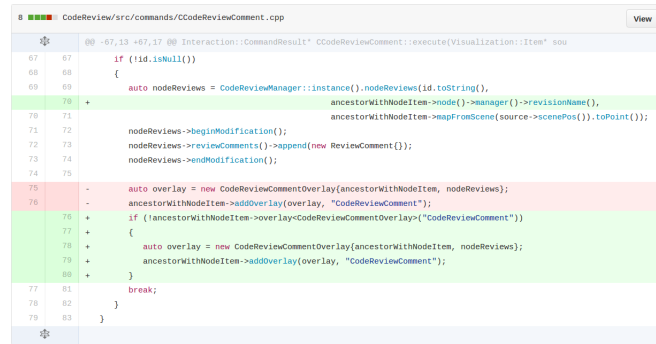 8 CodeReview/src/commands/CCodeReviewComment.cpp View
@@ -67,13 +67,17 @@ Interaction::CommandResult* CCodeReviewComment::execute(Visualization::Item* sou
67 67 if (!id.isNull())
68 68 {
69 69 auto nodeReviews = CodeReviewManager::instance().nodeReviews(id.toString(),
70 + ancestorWithNodeItem->node()->manager()->revisionName(),
70 71 ancestorWithNodeItem->mapFromScene(source->scenePos()).toPoint());
71 72 nodeReviews->beginModification();
72 73 nodeReviews->reviewComments()->append(new ReviewComment{});
73 74 nodeReviews->endModification();
74 75
75 - auto overlay = new CodeReviewCommentOverlay{ancestorWithNodeItem, nodeReviews};
76 - ancestorWithNodeItem->addOverlay(overlay, "CodeReviewComment");
76 + if (!ancestorWithNodeItem->overlay<CodeReviewCommentOverlay>("CodeReviewComment"))
77 + {
78 + auto overlay = new CodeReviewCommentOverlay{ancestorWithNodeItem, nodeReviews};
79 + ancestorWithNodeItem->addOverlay(overlay, "CodeReviewComment");
80 + }
77 81 break;
78 82 }
79 83 }